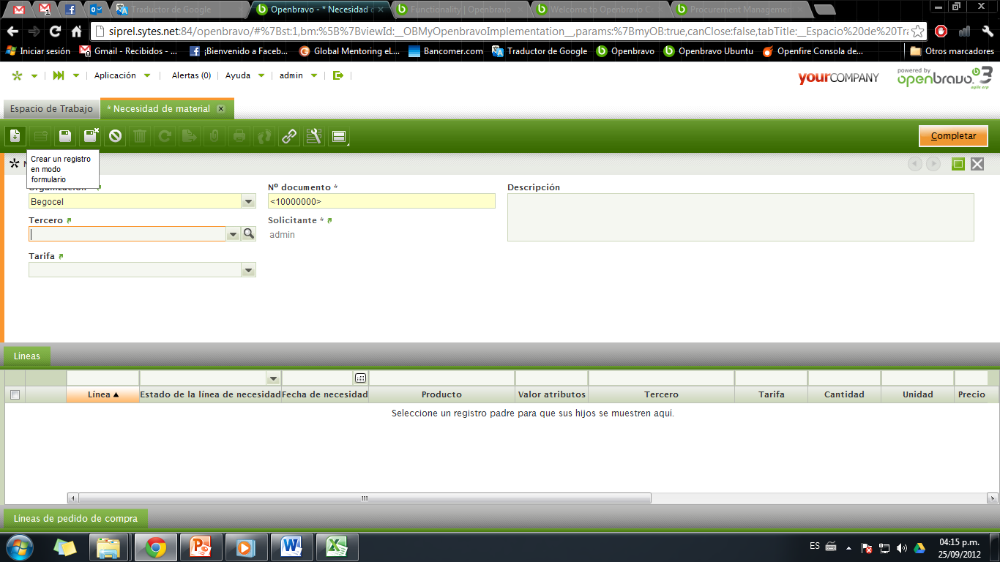 Traductor de Google
Openbravo - * Necesidad d
Functionality | Openbravo
Welcome to Openbravo C
Procurement Management
siprel.sytes.net:84/openbravo/#%7Bst:1,bm:%5B%7BviewId:__OBMyOpenbravoImplementation__,params:%7BmyOB:true,canClose:false,tabTitle:__Espacio%20de%20Tra
Iniciar sesión
Gmail - Recibidos - ...
¡Bienvenido a Faceb...
Global Mentoring eL...
Bancomer.com
Traductor de Google
Openbravo
Openbravo Ubuntu
Openfire Consola de...
Otros marcadores
Aplicación
Alertas (0)
Ayuda
admin
yourCOMPANY
powered by
openbravo 3
agile erp
Espacio de Trabajo
* Necesidad de material
Completar
Crear un registro
en modo
formulario
Organización *
Nº documento *
Descripción
Begocel
<10000000>
Tercero
Solicitante *
admin
Tarifa
Lineas
Línea
Estado de la línea de necesidad
Fecha de necesidad
Producto
Valor atributos
Tercero
Tarifa
Cantidad
Unidad
Precio
Seleccione un registro padre para que sus hijos se muestren aqui.
Lineas de pedido de compra
ES
04:15 p.m.
25/09/2012